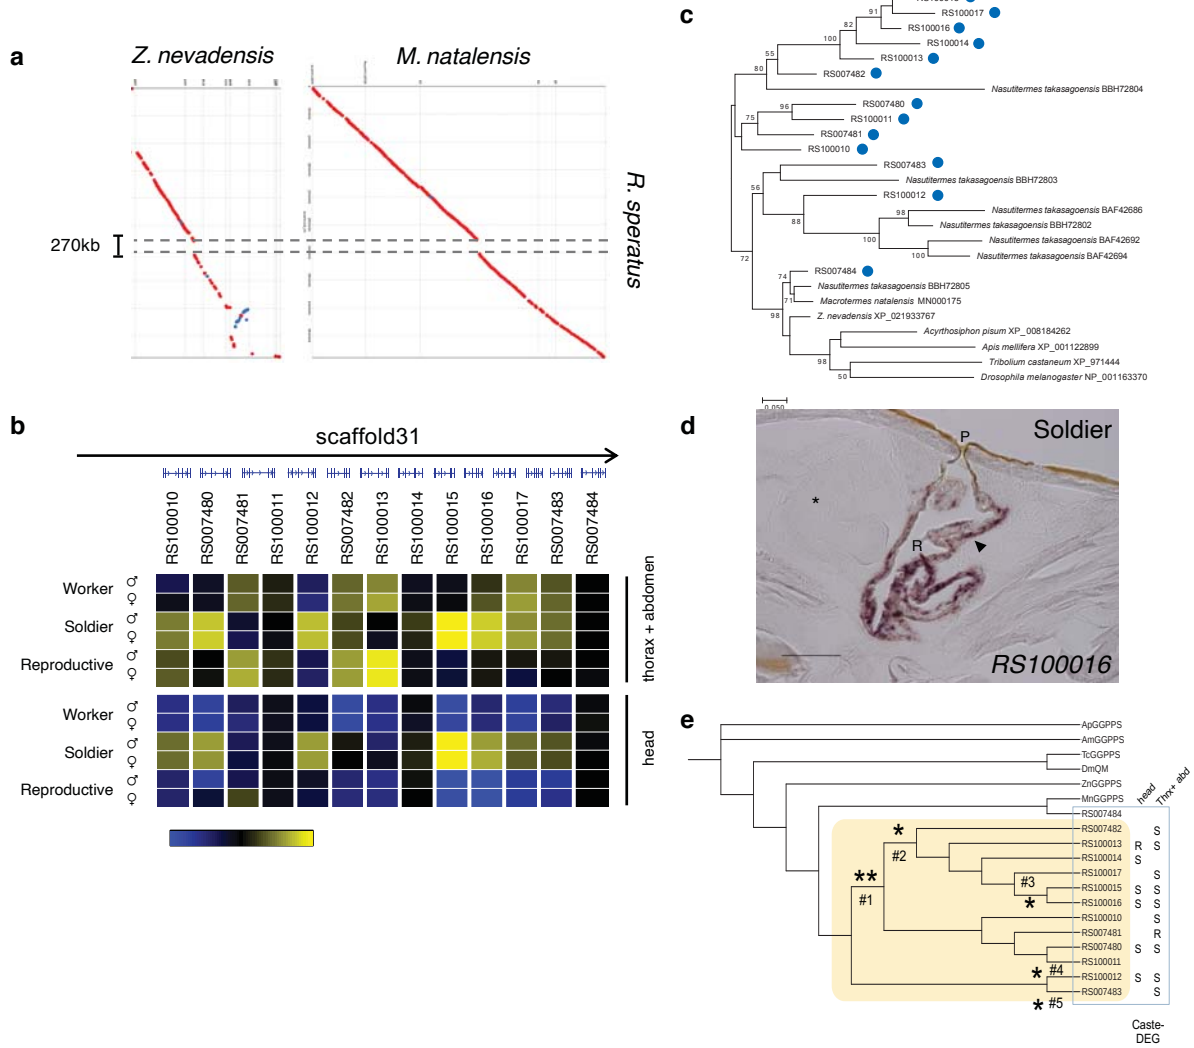 a
Z. nevadensis
M. natalensis
R. speratus
270kb
b
scaffold31
RS100010
RS007480
RS007481
RS100011
RS100012
RS007482
RS100013
RS100014
RS100015
RS100016
RS100017
RS007483
RS007484
Worker
♂
♀
Soldier
♂
♀
Reproductive
♂
♀
thorax + abdomen
Worker
♂
♀
Soldier
♂
♀
Reproductive
♂
♀
head
c
91
RS100017
82
RS100016
100
RS100014
55
RS100013
80
RS007482
Nasutitermes takasagoensis BBH72804
RS007480
96
RS100011
75
RS007481
RS100010
RS007483
56
Nasutitermes takasagoensis BBH72803
RS100012
88
98
Nasutitermes takasagoensis BAF42686
Nasutitermes takasagoensis BBH72802
100
Nasutitermes takasagoensis BAF42692
100
Nasutitermes takasagoensis BAF42694
72
RS007484
74
Nasutitermes takasagoensis BBH72805
71
Macrotermes natalensis MN000175
98
Z. nevadensis XP_021933767
Acyrthosiphon pisum XP_008184262
Apis mellifera XP_001122899
98
Tribolium castaneum XP_971444
50
Drosophila melanogaster NP_001163370
0.050
d
Soldier
P
*
R
RS100016
e
ApGGPPS
AmGGPPS
TcGGPPS
DmQM
ZnGGPPS
MnGGPPS
head
Thrx+ abd
RS007484
* #2
RS007482 S
RS100013 R S
RS100014 S
** #1
RS100017 S
#3
RS100015 S S
*
RS100016 S S
RS100010 S
RS007481 R
RS007480 S S
RS100011
* #4
RS100012 S S
RS007483 S
* #5
Caste-
DEG